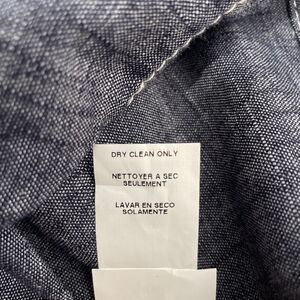 DRY CLEAN ONLY
NETTOYER A SEC
SEULEMENT
LAVAR EN SECO
SOLAMENTE